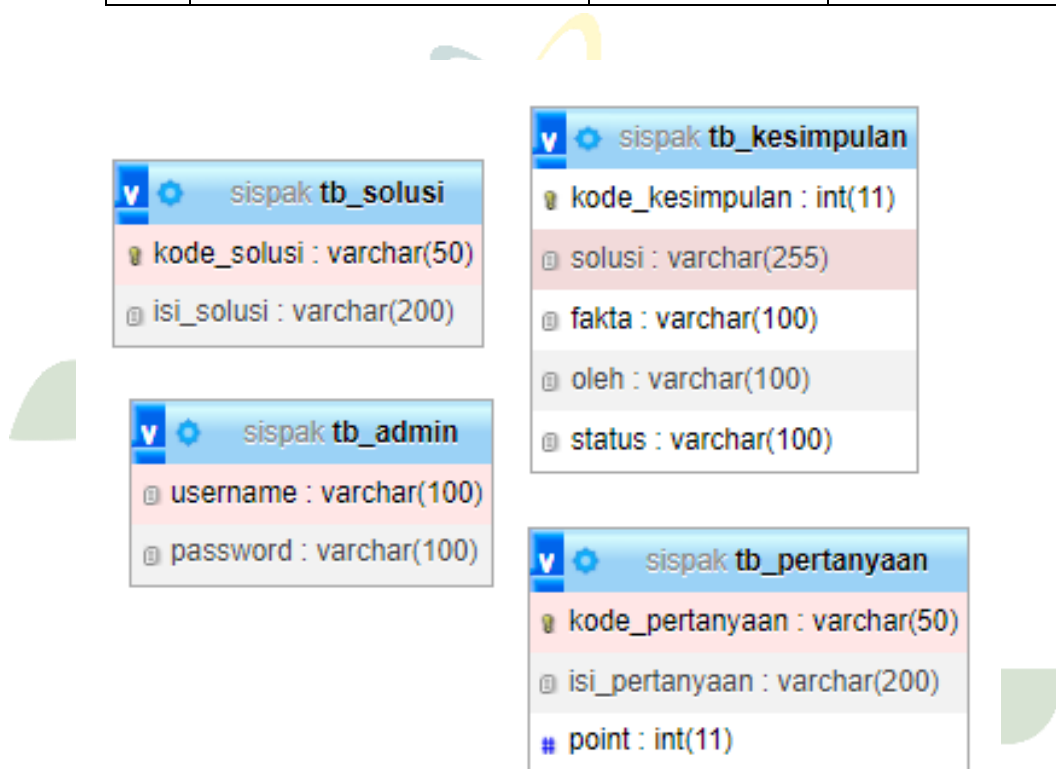 sispak tb_solusi
kode_solusi : varchar(50)
isi_solusi : varchar(200)
sispak tb_kesimpulan
kode_kesimpulan : int(11)
solusi : varchar(255)
fakta : varchar(100)
oleh : varchar(100)
status : varchar(100)
sispak tb_admin
username : varchar(100)
password : varchar(100)
sispak tb_pertanyaan
kode_pertanyaan : varchar(50)
isi_pertanyaan : varchar(200)
# point : int(11)